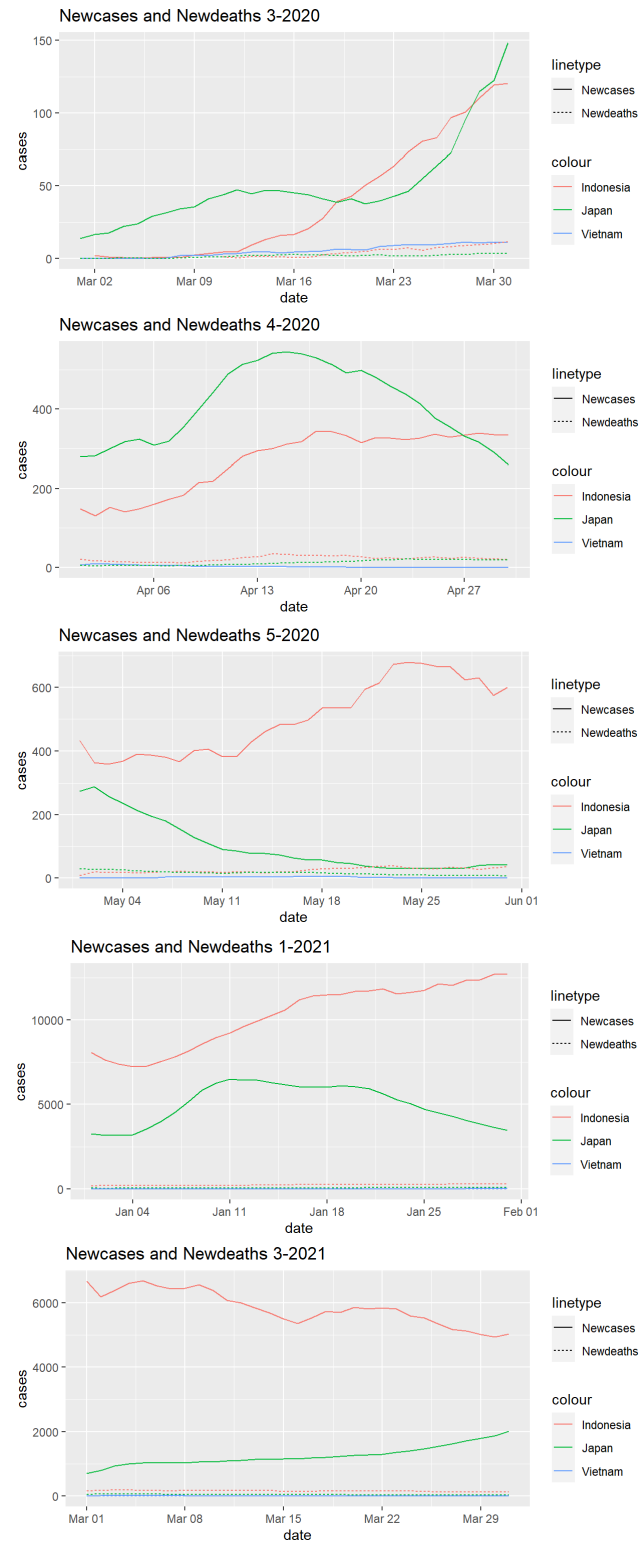 Newcases and Newdeaths 3-2020
150
100
50
0
cases
Mar 02 Mar 09 Mar 16 Mar 23 Mar 30
date
linetype
Newcases
Newdeaths
colour
Indonesia
Japan
Vietnam
Newcases and Newdeaths 4-2020
400
200
0
cases
Apr 06 Apr 13 Apr 20 Apr 27
date
linetype
Newcases
Newdeaths
colour
Indonesia
Japan
Vietnam
Newcases and Newdeaths 5-2020
600
400
200
0
cases
May 04 May 11 May 18 May 25 Jun 01
date
linetype
Newcases
Newdeaths
colour
Indonesia
Japan
Vietnam
Newcases and Newdeaths 1-2021
10000
5000
0
cases
Jan 04 Jan 11 Jan 18 Jan 25 Feb 01
date
linetype
Newcases
Newdeaths
colour
Indonesia
Japan
Vietnam
Newcases and Newdeaths 3-2021
6000
4000
2000
0
cases
Mar 01 Mar 08 Mar 15 Mar 22 Mar 29
date
linetype
Newcases
Newdeaths
colour
Indonesia
Japan
Vietnam